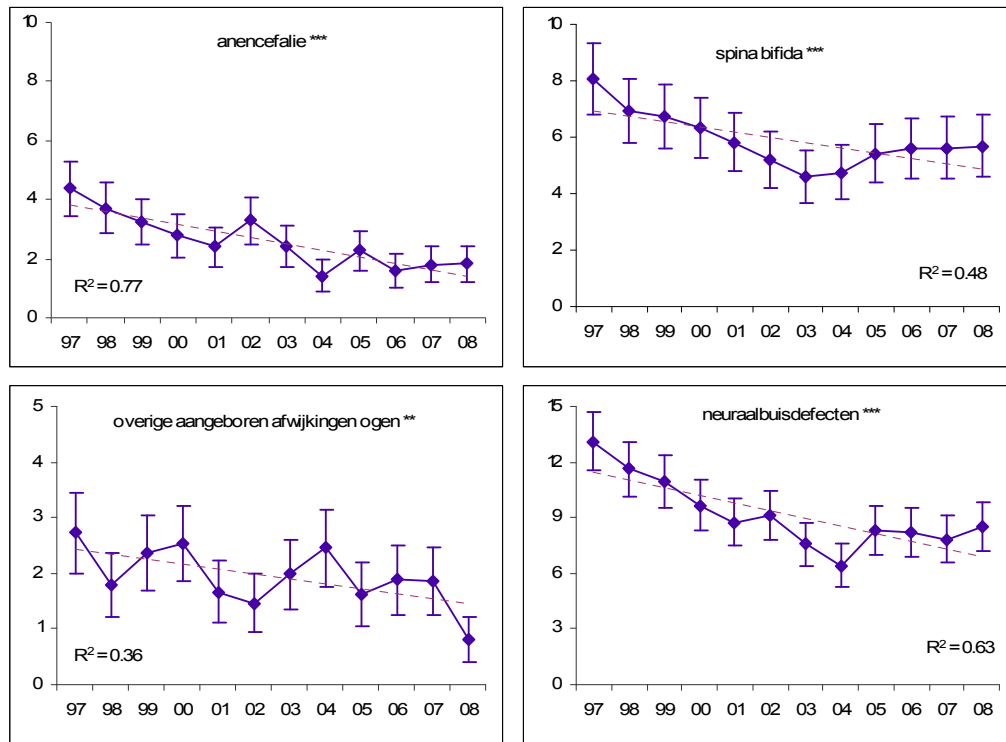 anencefalie ***
10
8
6
4
2
0
R² = 0.77
97 98 99 00 01 02 03 04 05 06 07 08
spina bifida ***
10
8
6
4
2
0
R² = 0.48
97 98 99 00 01 02 03 04 05 06 07 08
overige aangeboren afwijkingen ogen **
5
4
3
2
1
0
R² = 0.36
97 98 99 00 01 02 03 04 05 06 07 08
neuraalbuisdefecten ***
15
12
9
6
3
0
R² = 0.63
97 98 99 00 01 02 03 04 05 06 07 08